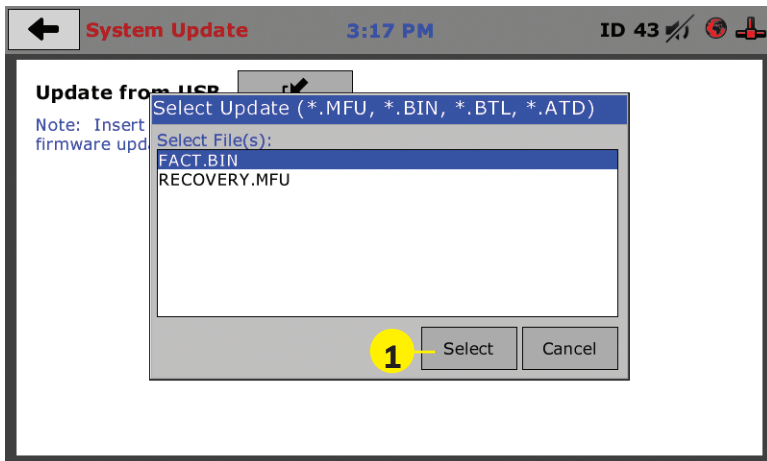 System Update 3:17 PM ID 43
Update from USB
Select Update (*.MFU, *.BIN, *.BTL, *.ATD)
Note: Insert
Select File(s):
firmware upd
FACT.BIN
RECOVERY.MFU
1 Select Cancel